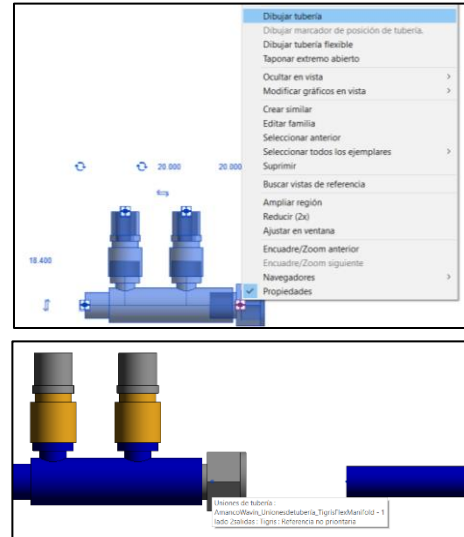 Dibujar tubería
Dibujar marcador de posición de tubería.
Dibujar tubería flexible
Taponar extremo abierto
Ocultar en vista
Modificar gráficos en vista
Crear similar
Editar familia
Seleccionar anterior
Seleccionar todos los ejemplares
Suprimir
Buscar vistas de referencia
Ampliar región
Reducir (2x)
Ajustar en ventana
Encuadre/Zoom anterior
Encuadre/Zoom siguiente
Navegadores
Propiedades
20.000 20.000
18.400
Uniones de tubería :
AmancoWavin_Unionesdetubería_TigrisFlexManifold - 1
lado 2salidas : Tigris : Referencia no prioritaria